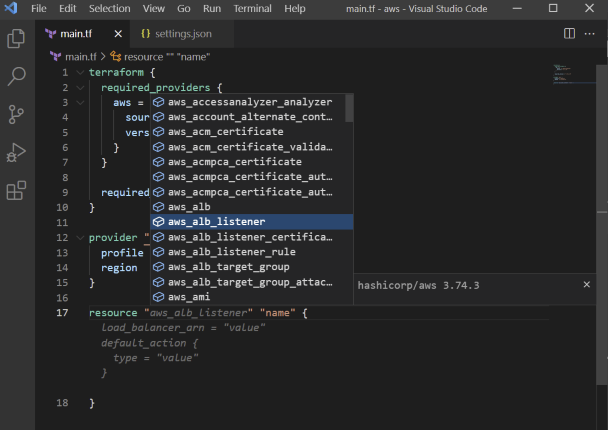 File Edit Selection View Go Run Terminal Help main.tf - aws - Visual Studio Code
main.tf {} settings.json
main.tf > resource "" "name"
1 terraform {
2 required_providers {
3 aws =
4 sour
5 vers
6 }
7 }
8
9 required
10 }
11
12 provider "
13 profile
14 region
15 }
16
aws_accessanalyzer_analyzer
aws_account_alternate_cont…
aws_acm_certificate
aws_acm_certificate_valida…
aws_acmpca_certificate
aws_acmpca_certificate_aut…
aws_acmpca_certificate_aut…
aws_alb
aws_alb_listener
aws_alb_listener_certifica…
aws_alb_listener_rule
aws_alb_target_group
aws_alb_target_group_attac…
aws_ami
hashicorp/aws 3.74.3
17 resource "aws_alb_listener" "name" {
load_balancer_arn = "value"
default_action {
type = "value"
}
18 }